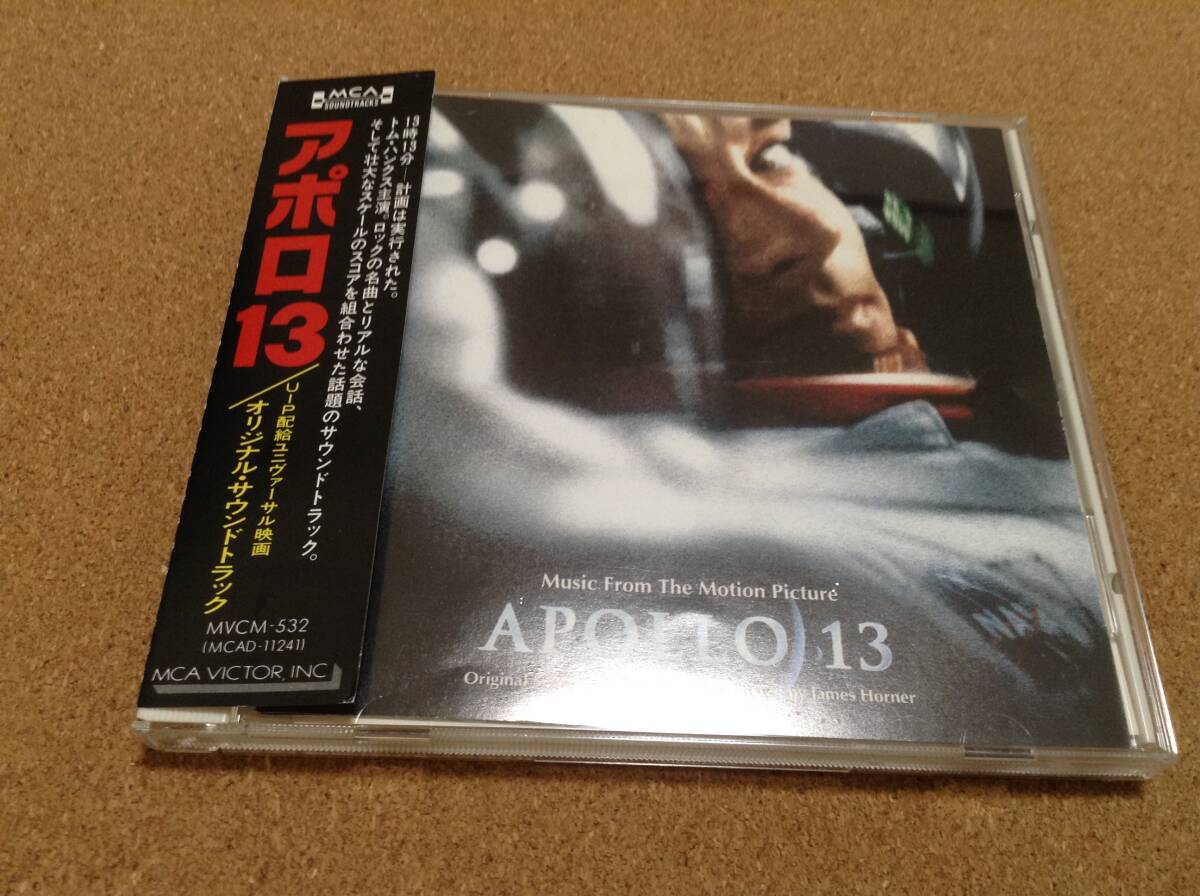 MCA
SOUNDTRACKS
アポロ13
13時13分—計画は実行された。
トム・ハンクス主演。ロックの名曲とリアルな会話、
そして壮大なスケールのスコアを組合わせた話題のサウンドトラック。
UIP配給ユニヴァーサル映画
オリジナル・サウンドトラック
MVCM-532
(MCAD-11241)
MCA VICTOR, INC
Music From The Motion Picture
APOLLO 13
Original
by James Horner